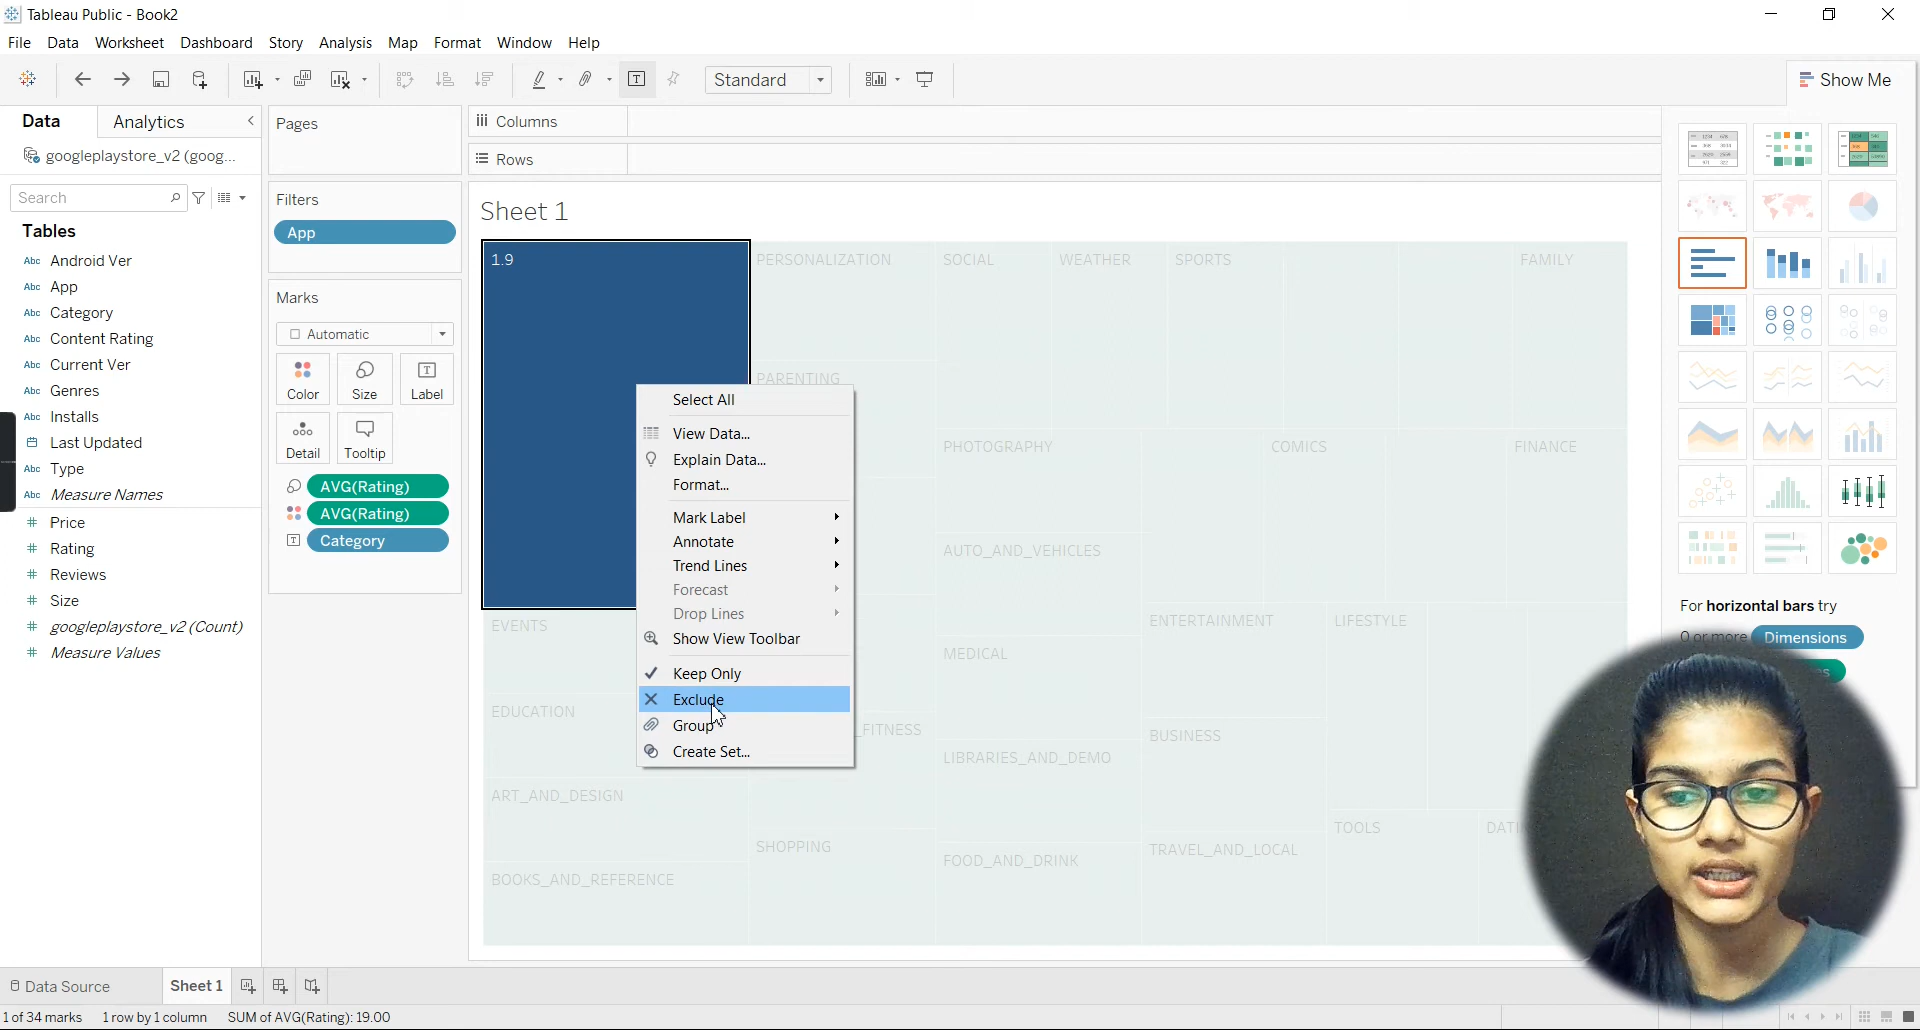 Tableau Public - Book2
File Data Worksheet Dashboard Story Analysis Map Format Window Help
Standard
Show Me
Data
Analytics
Pages
Columns
Rows
googleplaystore_v2 (goog...
Search
Filters
App
Tables
Android Ver
App
Category
Content Rating
Current Ver
Genres
Installs
Last Updated
Type
Measure Names
Price
Rating
Reviews
Size
googleplaystore_v2 (Count)
Measure Values
Marks
Automatic
Color
Size
Label
Detail
Tooltip
AVG(Rating)
AVG(Rating)
Category
Sheet 1
1.9
PERSONALIZATION
SOCIAL
WEATHER
SPORTS
FAMILY
PARENTING
PHOTOGRAPHY
COMICS
FINANCE
AUTO_AND_VEHICLES
EVENTS
ENTERTAINMENT
LIFESTYLE
MEDICAL
EDUCATION
_FITNESS
BUSINESS
LIBRARIES_AND_DEMO
ART_AND_DESIGN
SHOPPING
TOOLS
TRAVEL_AND_LOCAL
FOOD_AND_DRINK
BOOKS_AND_REFERENCE
Select All
View Data...
Explain Data...
Format...
Mark Label
Annotate
Trend Lines
Forecast
Drop Lines
Show View Toolbar
Keep Only
Exclude
Group
Create Set...
For horizontal bars try
0 or more Dimensions
Data Source
Sheet 1
1 of 34 marks 1 row by 1 column SUM of AVG(Rating): 19.00